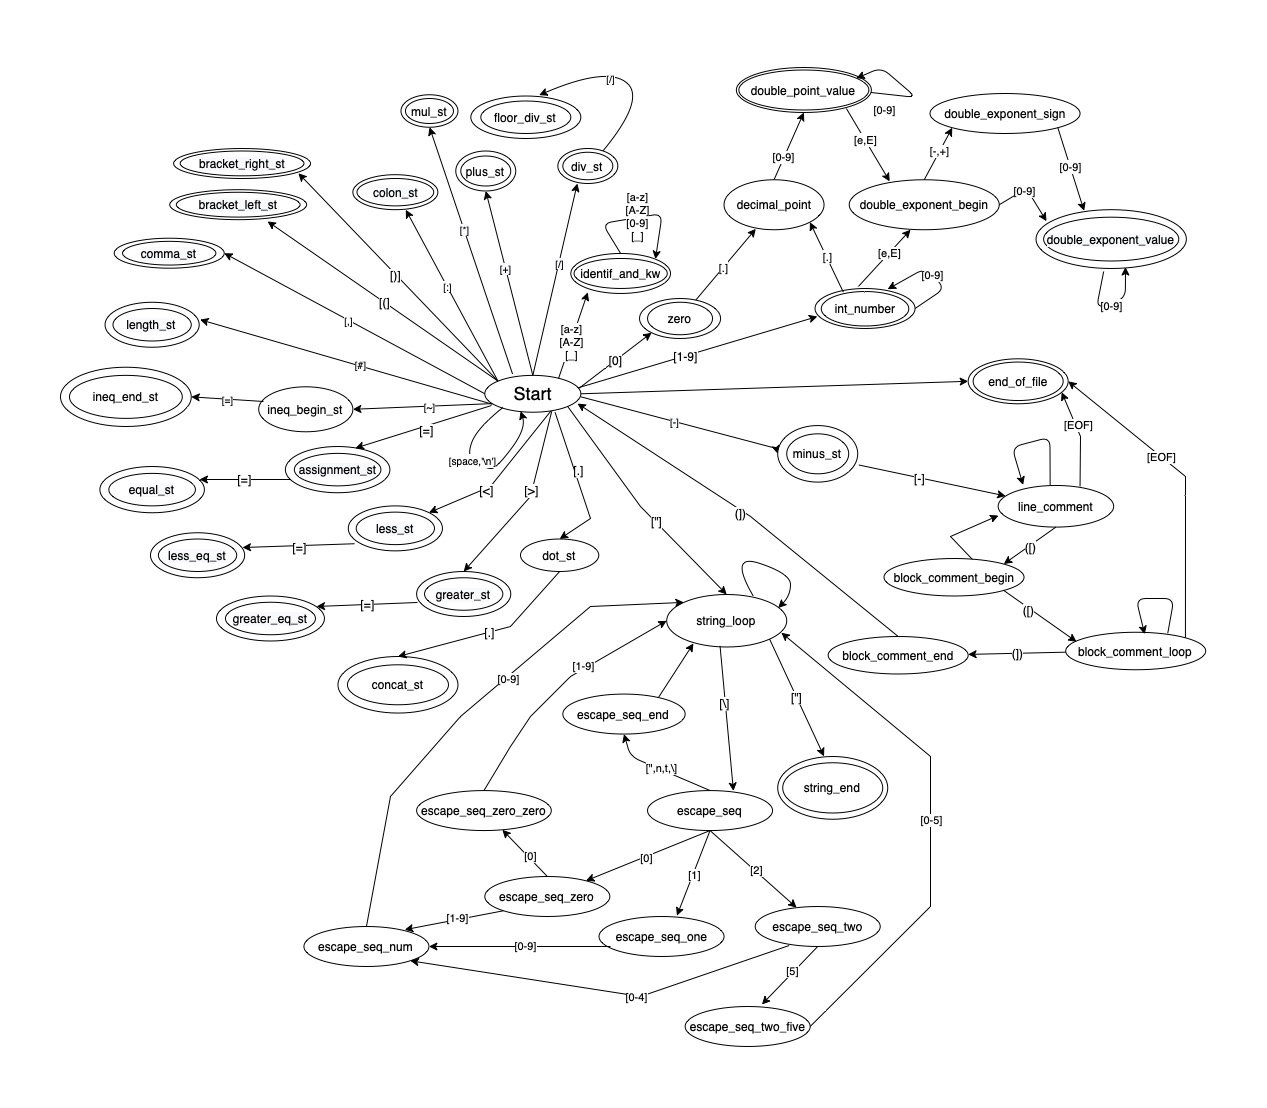 [/]
double_point_value
mul_st
floor_div_st
[0-9]
double_exponent_sign
[e,E]
[-,+]
bracket_right_st
plus_st
div_st
[0-9]
[0-9]
colon_st
[a-z]
[A-Z]
[0-9]
[_]
bracket_left_st
decimal_point
double_exponent_begin
[0-9]
[*]
double_exponent_value
comma_st
[.]
[.]
[e,E]
[)]
[:]
[+]
[/]
identif_and_kw
[0-9]
[(]
[0-9]
length_st
[,]
zero
int_number
[a-z]
[A-Z]
[_]
[0]
[1-9]
[#]
end_of_file
Start
ineq_end_st
[=]
ineq_begin_st
[~]
[=]
[-]
[EOF]
[space,'\n']
minus_st
[EOF]
assignment_st
[.]
equal_st
[=]
[<]
[>]
[-]
line_comment
less_st
["]
(])
less_eq_st
[=]
dot_st
([)
block_comment_begin
greater_st
greater_eq_st
[=]
([)
string_loop
[.]
block_comment_end
(])
block_comment_loop
[1-9]
[0-9]
concat_st
[\]
["]
escape_seq_end
[",n,t,\]
string_end
escape_seq_zero_zero
escape_seq
[0-5]
[0]
[0]
[1]
[2]
escape_seq_zero
[1-9]
escape_seq_two
escape_seq_one
escape_seq_num
[0-9]
[5]
[0-4]
escape_seq_two_five